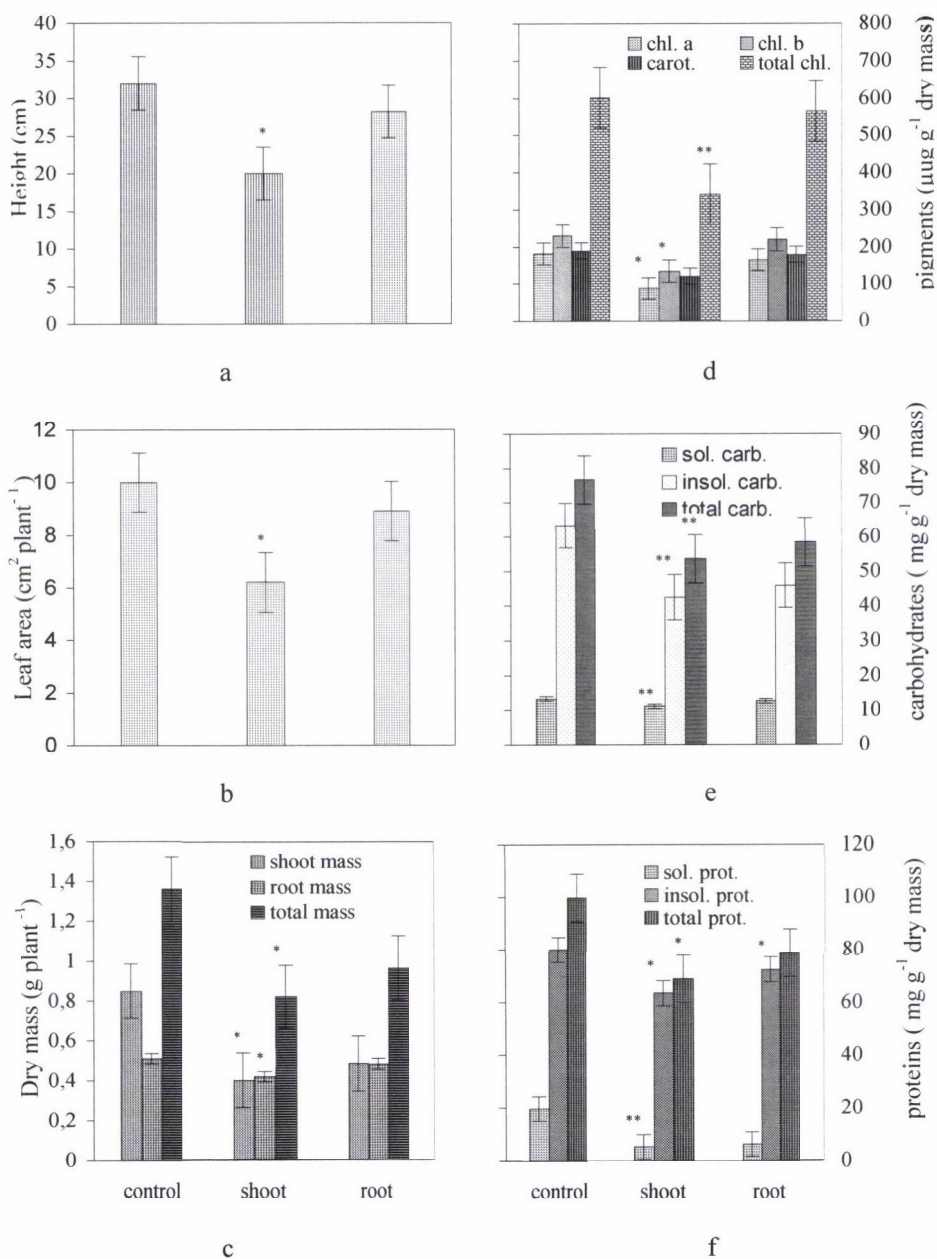 40
35
30
25
20
15
10
5
0
Height (cm)
*
a
chl. a
chl. b
carot.
total chl.
*
*
**
800
700
600
500
400
300
200
100
0
pigments (µug g⁻¹ dry mass)
d
12
10
8
6
4
2
0
Leaf area (cm² plant⁻¹)
*
b
sol. carb.
insol. carb.
total carb.
**
**
**
90
80
70
60
50
40
30
20
10
0
carbohydrates ( mg g⁻¹ dry mass)
e
1,6
1,4
1,2
1
0,8
0,6
0,4
0,2
0
Dry mass (g plant⁻¹)
shoot mass
root mass
total mass
*
*
*
control
shoot
root
c
sol. prot.
insol. prot.
total prot.
**
*
*
*
120
100
80
60
40
20
0
proteins ( mg g⁻¹ dry mass)
control
shoot
root
f